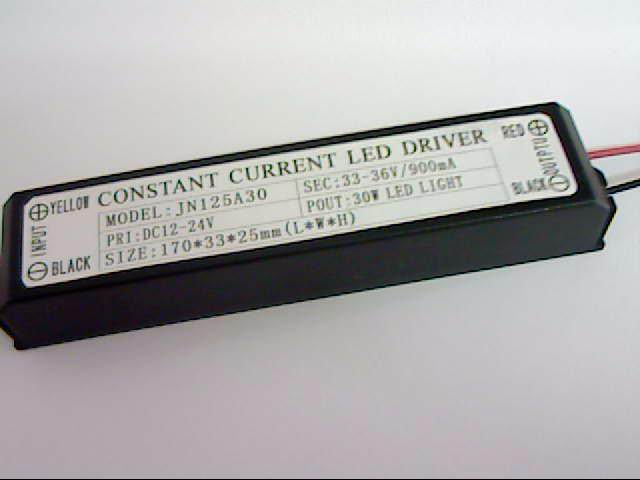 CONSTANT CURRENT LED DRIVER
MODEL:JN125A30
SEC:33-36V/900mA
PRI:DC12-24V
POUT:30W LED LIGHT
SIZE:170*33*25mm(L*W*H)
YELLOW
INPUT
BLACK
RED
OUTPUT
BLACK